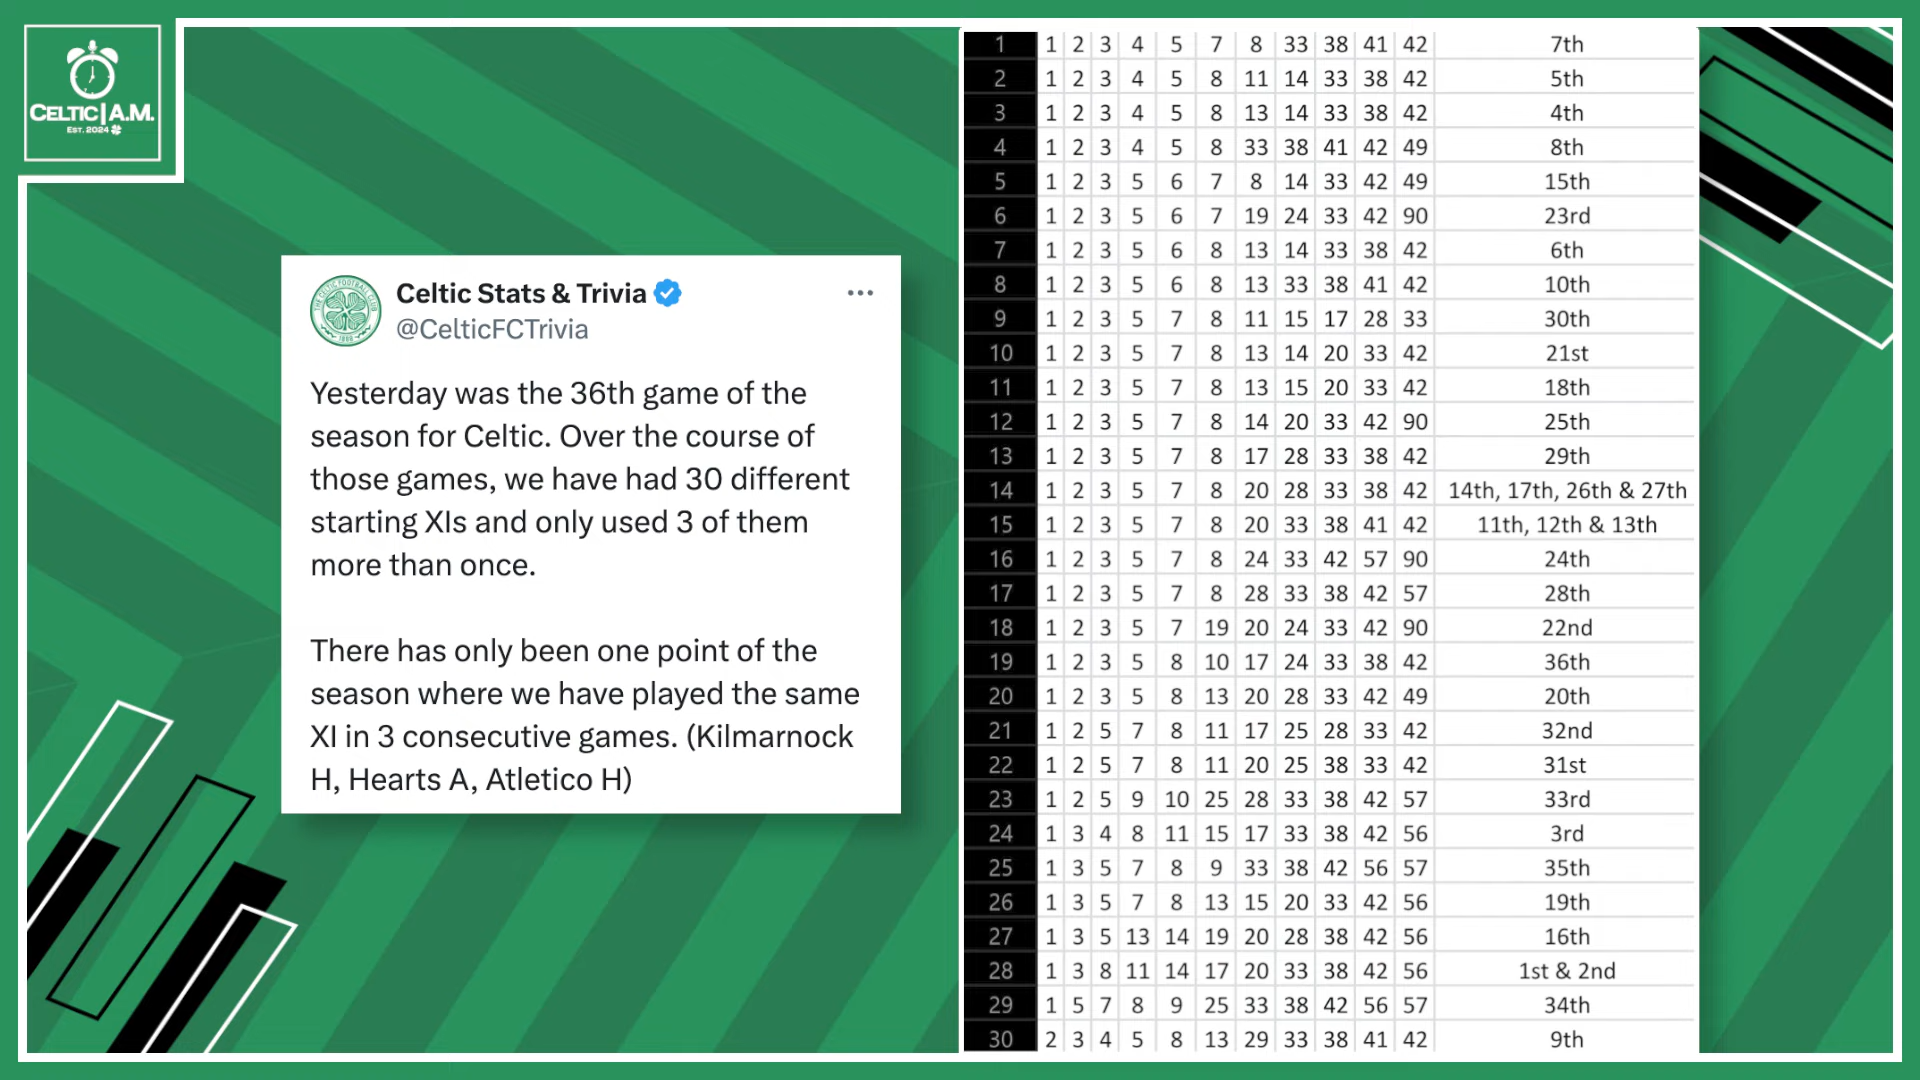 CELTIC|A.M.
EST. 2024
Celtic Stats & Trivia
@CelticFCTrivia
Yesterday was the 36th game of the
season for Celtic. Over the course of
those games, we have had 30 different
starting XIs and only used 3 of them
more than once.
There has only been one point of the
season where we have played the same
XI in 3 consecutive games. (Kilmarnock
H, Hearts A, Atletico H)
1 1 2 3 4 5 7 8 33 38 41 42 7th
2 1 2 3 4 5 8 11 14 33 38 42 5th
3 1 2 3 4 5 8 13 14 33 38 42 4th
4 1 2 3 4 5 8 33 38 41 42 49 8th
5 1 2 3 5 6 7 8 14 33 42 49 15th
6 1 2 3 5 6 7 19 24 33 42 90 23rd
7 1 2 3 5 6 8 13 14 33 38 42 6th
8 1 2 3 5 6 8 13 33 38 41 42 10th
9 1 2 3 5 7 8 11 15 17 28 33 30th
10 1 2 3 5 7 8 13 14 20 33 42 21st
11 1 2 3 5 7 8 13 15 20 33 42 18th
12 1 2 3 5 7 8 14 20 33 42 90 25th
13 1 2 3 5 7 8 17 28 33 38 42 29th
14 1 2 3 5 7 8 20 28 33 38 42 14th, 17th, 26th & 27th
15 1 2 3 5 7 8 20 33 38 41 42 11th, 12th & 13th
16 1 2 3 5 7 8 24 33 42 57 90 24th
17 1 2 3 5 7 8 28 33 38 42 57 28th
18 1 2 3 5 7 19 20 24 33 42 90 22nd
19 1 2 3 5 8 10 17 24 33 38 42 36th
20 1 2 3 5 8 13 20 28 33 42 49 20th
21 1 2 5 7 8 11 17 25 28 33 42 32nd
22 1 2 5 7 8 11 20 25 38 33 42 31st
23 1 2 5 9 10 25 28 33 38 42 57 33rd
24 1 3 4 8 11 15 17 33 38 42 56 3rd
25 1 3 5 7 8 9 33 38 42 56 57 35th
26 1 3 5 7 8 13 15 20 33 42 56 19th
27 1 3 5 13 14 19 20 28 38 42 56 16th
28 1 3 8 11 14 17 20 33 38 42 56 1st & 2nd
29 1 5 7 8 9 25 33 38 42 56 57 34th
30 2 3 4 5 8 13 29 33 38 41 42 9th